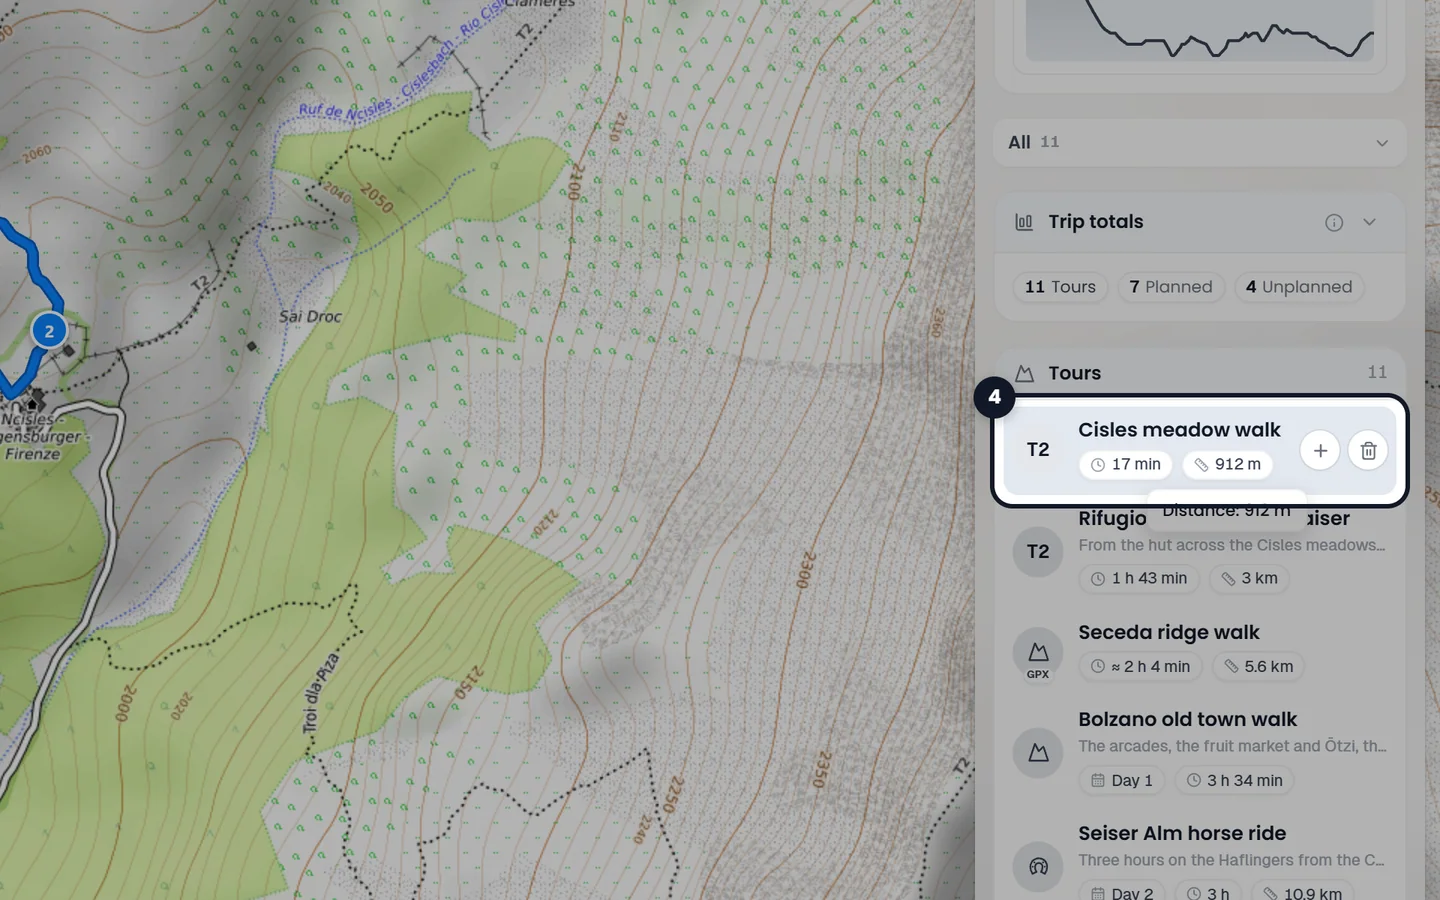 Ruf de Ncisles - Cislesbach - Rio Cisle
T2
2060
2110
2040
2050
2100
T2
Sai Droc
2
Ncisles -
gensburger -
Firenze
2120
2300
2000
2020
2150
Troi dla Piza
2350
2250
2240
T2
All 11
Trip totals
11 Tours
7 Planned
4 Unplanned
Tours 11
4
T2
Cisles meadow walk
17 min
912 m
Distance: 912 m
Rifugio
aiser
T2
From the hut across the Cisles meadows...
1 h 43 min
3 km
Seceda ridge walk
GPX
≈ 2 h 4 min
5.6 km
Bolzano old town walk
The arcades, the fruit market and Ötzi, th...
Day 1
3 h 34 min
Seiser Alm horse ride
Three hours on the Haflingers from the C...
Day 2
3 h
10.9 km